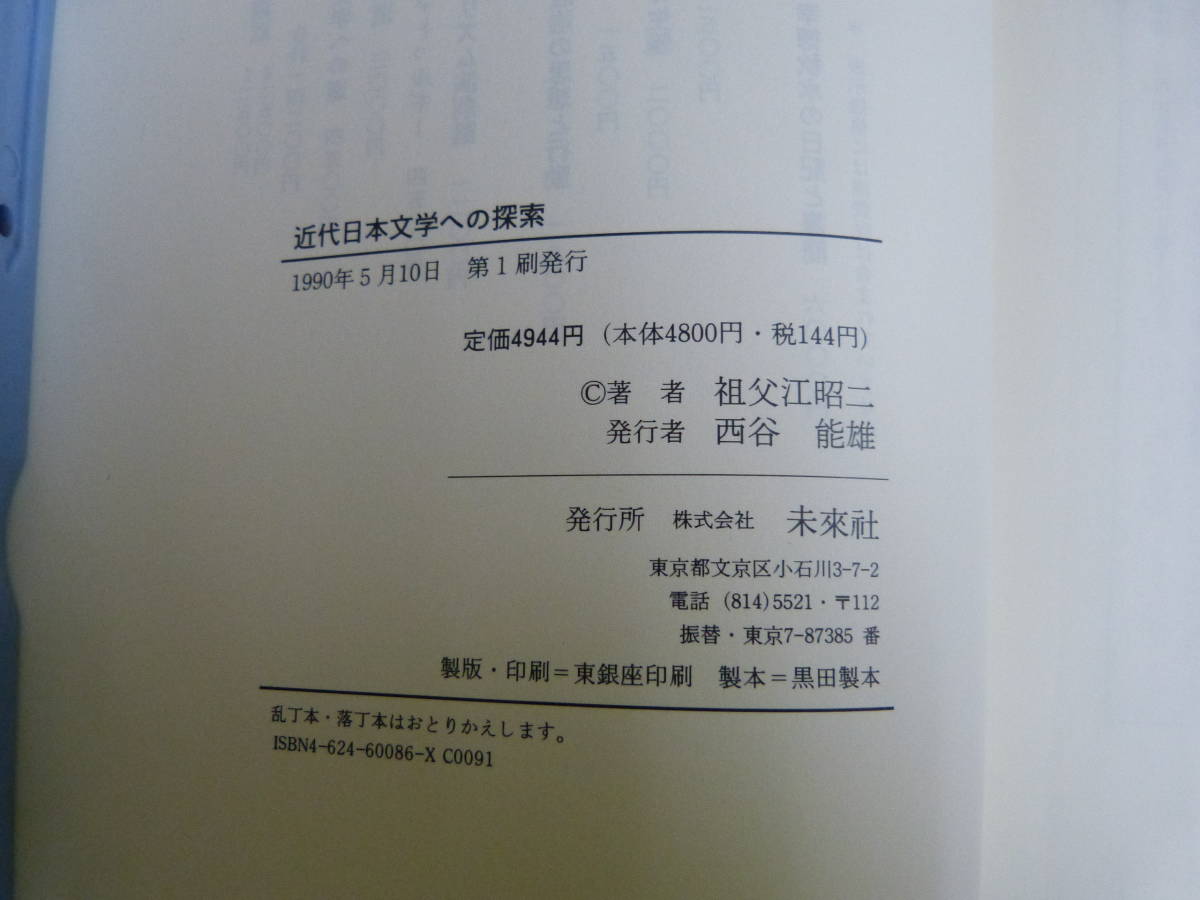 近代日本文学への探索
1990年5月10日　第1刷発行
定価4944円（本体4800円・税144円）
©著　者　祖父江昭二
発行者　西谷　能雄
発行所　株式会社　未來社
東京都文京区小石川3-7-2
電話（814）5521・〒112
振替・東京7-87385番
製版・印刷＝東銀座印刷　製本＝黒田製本
乱丁本・落丁本はおとりかえします。
ISBN4-624-60086-X C0091